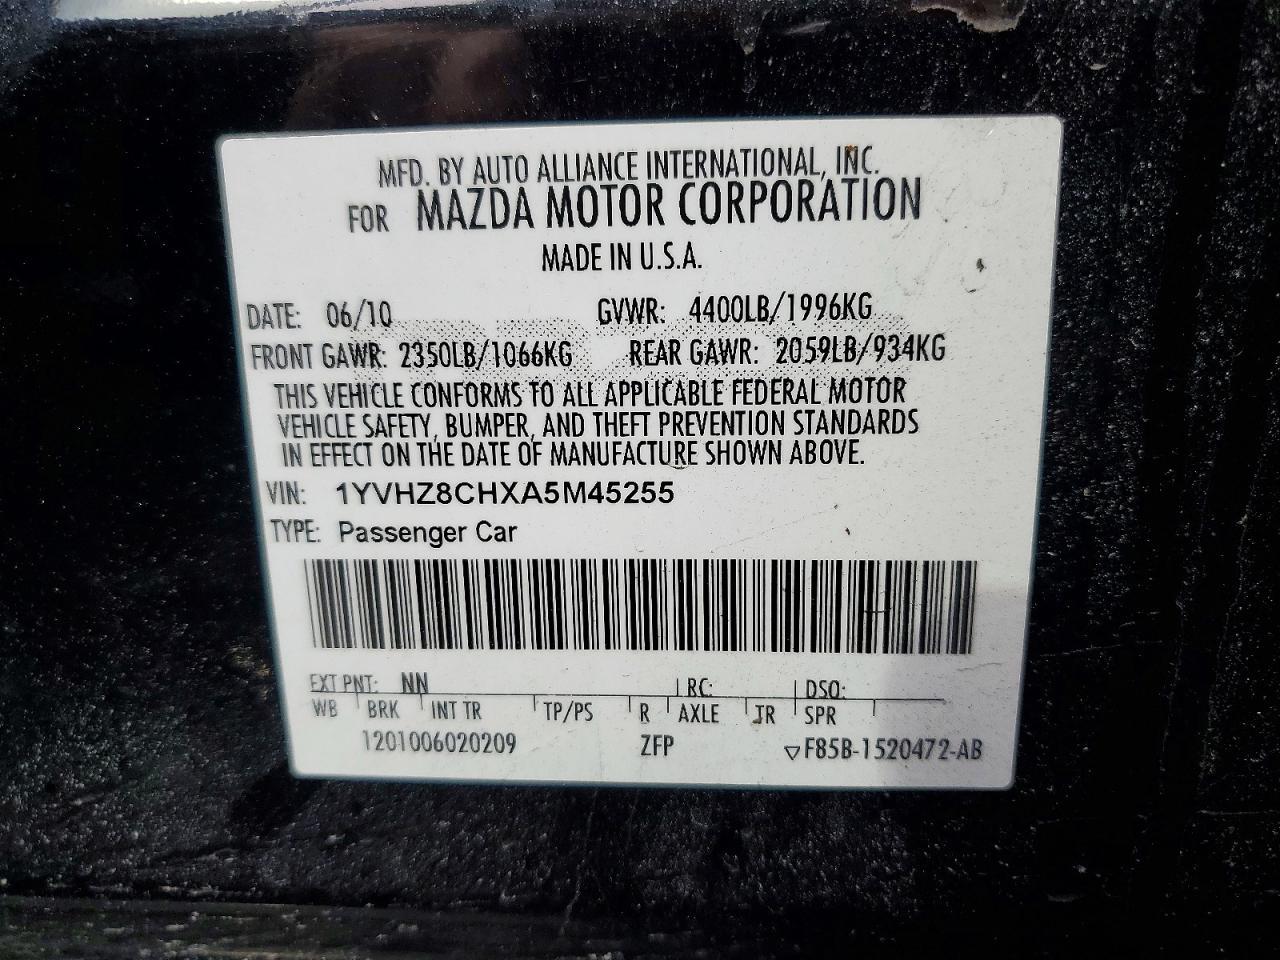 MFD. BY AUTO ALLIANCE INTERNATIONAL, INC.
FOR MAZDA MOTOR CORPORATION
MADE IN U.S.A.
DATE: 06/10 GVWR: 4400LB/1996KG
FRONT GAWR: 2350LB/1066KG REAR GAWR: 2059LB/934KG
THIS VEHICLE CONFORMS TO ALL APPLICABLE FEDERAL MOTOR
VEHICLE SAFETY, BUMPER, AND THEFT PREVENTION STANDARDS
IN EFFECT ON THE DATE OF MANUFACTURE SHOWN ABOVE.
VIN: 1YVHZ8CHXA5M45255
TYPE: Passenger Car
EXT PNT: NN RC: DSO:
WB BRK INT TR TP/PS R AXLE TR SPR
1201006020209 ZFP ▽F85B-1520472-AB